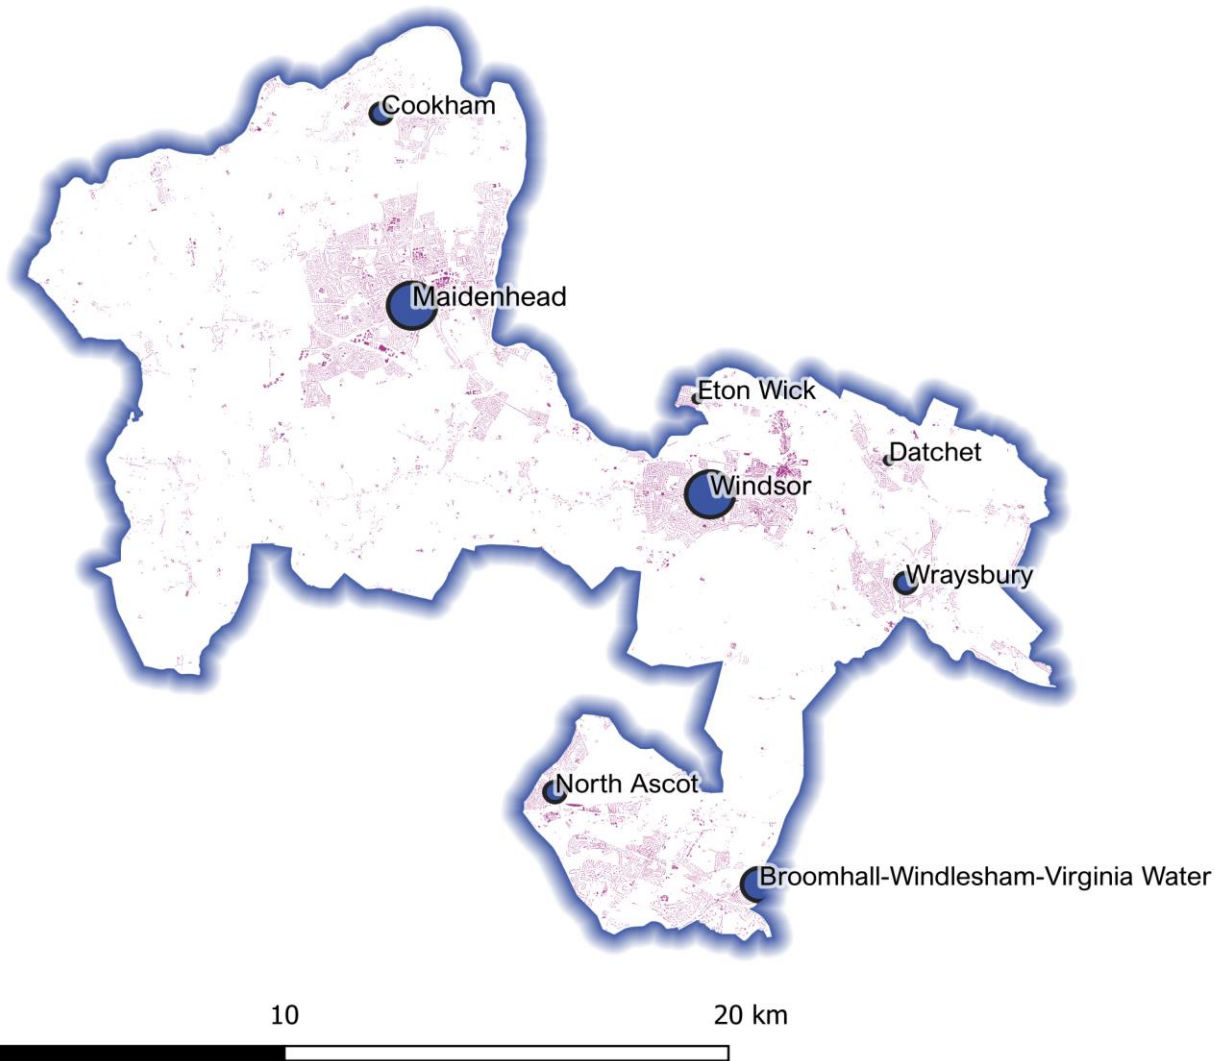 Cookham
Maidenhead
Eton Wick
Datchet
Windsor
Wraysbury
North Ascot
Broomhall-Windlesham-Virginia Water
10
20 km